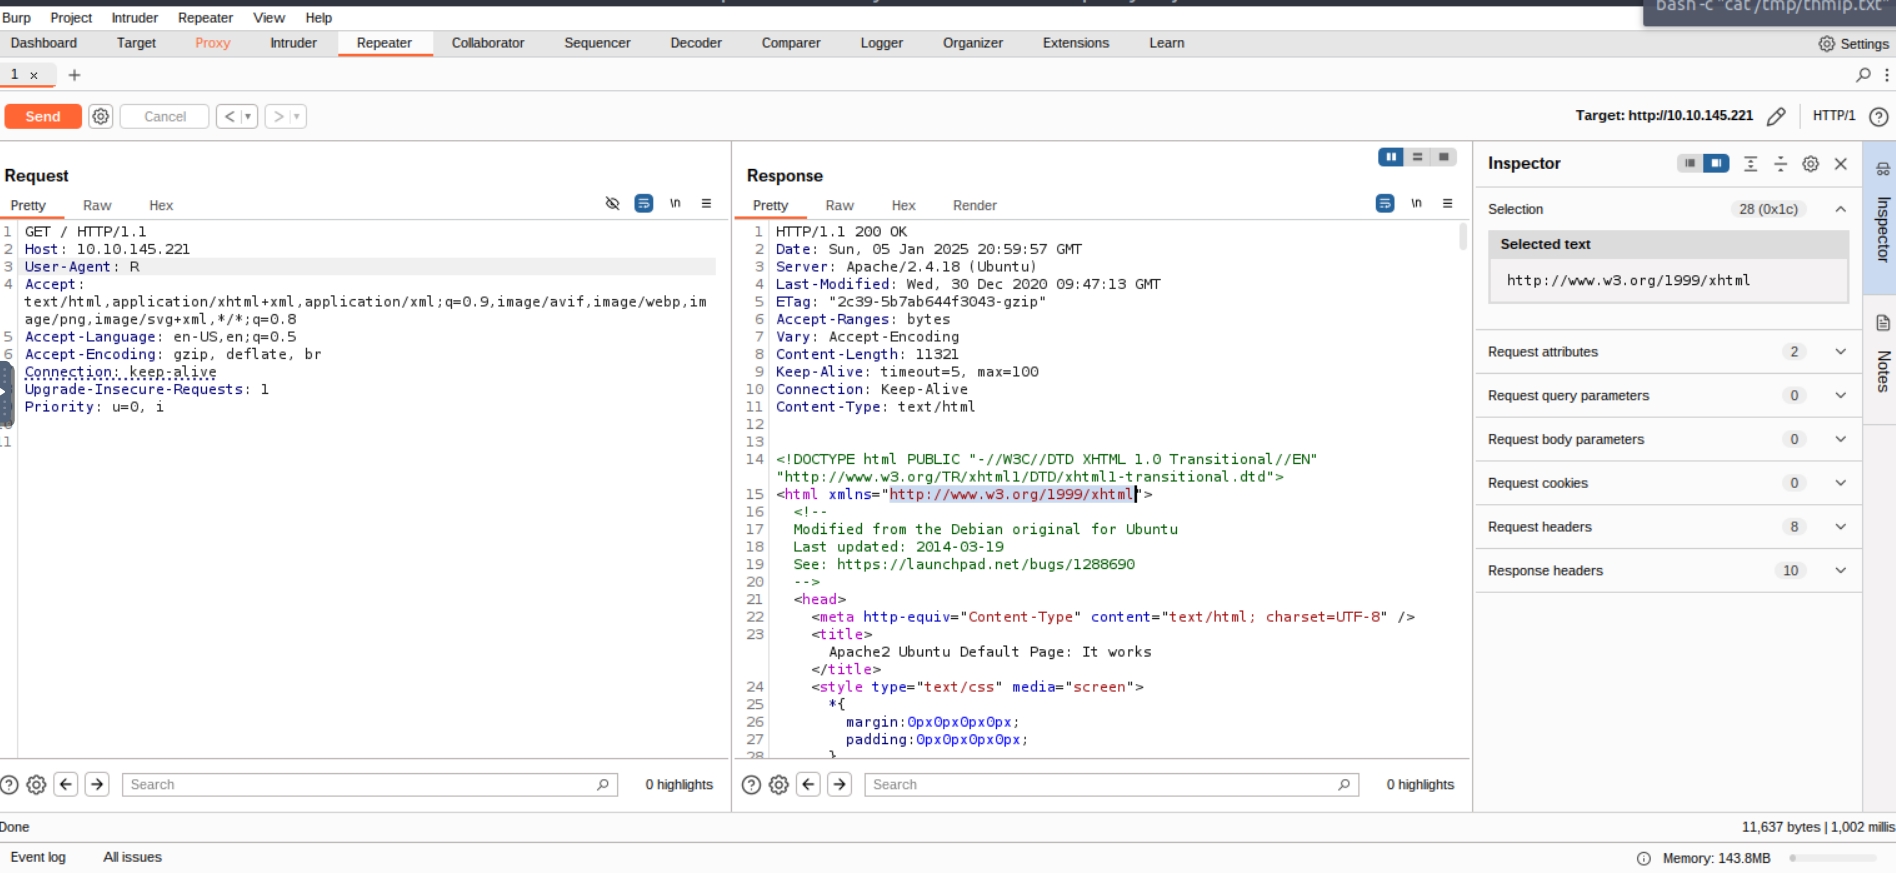 bash -c "cat /tmp/thmip.txt"
Burp Project Intruder Repeater View Help
Dashboard Target Proxy Intruder Repeater Collaborator Sequencer Decoder Comparer Logger Organizer Extensions Learn Settings
1 × +
Send Cancel < > Target: http://10.10.145.221 HTTP/1
Request
Pretty Raw Hex \n
1 GET / HTTP/1.1
2 Host: 10.10.145.221
3 User-Agent: R
4 Accept:
text/html,application/xhtml+xml,application/xml;q=0.9,image/avif,image/webp,im
age/png,image/svg+xml,*/*;q=0.8
5 Accept-Language: en-US,en;q=0.5
6 Accept-Encoding: gzip, deflate, br
Connection: keep-alive
Upgrade-Insecure-Requests: 1
Priority: u=0, i
11
Search 0 highlights
Response
Pretty Raw Hex Render \n
1 HTTP/1.1 200 OK
2 Date: Sun, 05 Jan 2025 20:59:57 GMT
3 Server: Apache/2.4.18 (Ubuntu)
4 Last-Modified: Wed, 30 Dec 2020 09:47:13 GMT
5 ETag: "2c39-5b7ab644f3043-gzip"
6 Accept-Ranges: bytes
7 Vary: Accept-Encoding
8 Content-Length: 11321
9 Keep-Alive: timeout=5, max=100
10 Connection: Keep-Alive
11 Content-Type: text/html
12
13
14 <!DOCTYPE html PUBLIC "-//W3C//DTD XHTML 1.0 Transitional//EN"
"http://www.w3.org/TR/xhtml1/DTD/xhtml1-transitional.dtd">
15 <html xmlns="http://www.w3.org/1999/xhtml">
16 <!--
17 Modified from the Debian original for Ubuntu
18 Last updated: 2014-03-19
19 See: https://launchpad.net/bugs/1288690
20 -->
21 <head>
22 <meta http-equiv="Content-Type" content="text/html; charset=UTF-8" />
23 <title>
Apache2 Ubuntu Default Page: It works
</title>
24 <style type="text/css" media="screen">
25 *{
26 margin:0px0px0px0px;
27 padding:0px0px0px0px;
28 }
Search 0 highlights
Inspector
Selection 28 (0x1c)
Selected text
http://www.w3.org/1999/xhtml
Request attributes 2
Request query parameters 0
Request body parameters 0
Request cookies 0
Request headers 8
Response headers 10
Inspector
Notes
Done 11,637 bytes | 1,002 millis
Event log All issues Memory: 143.8MB